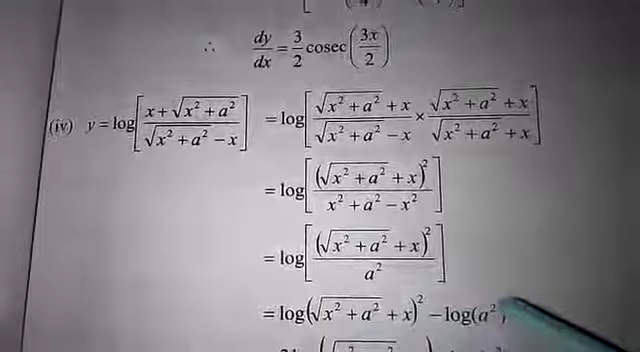 ∴ dy/dx = 3/2 cosec(3x/2)
(iv) y = log[(x + √(x² + a²))/(√(x² + a²) − x)] = log[(√(x² + a²) + x)/(√(x² + a²) − x) × (√(x² + a²) + x)/(√(x² + a²) + x)]
= log[(√(x² + a²) + x)²/(x² + a² − x²)]
= log[(√(x² + a²) + x)²/a²]
= log(√(x² + a²) + x)² − log(a²)